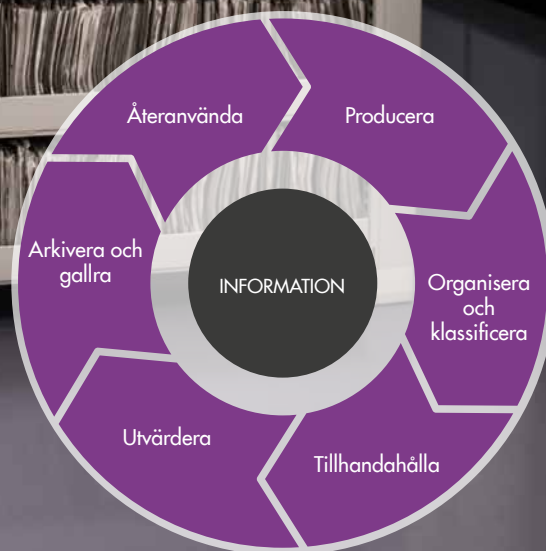 Återanvända
Producera
Arkivera och
gallra
INFORMATION
Organisera
och
klassificera
Utvärdera
Tillhandahålla